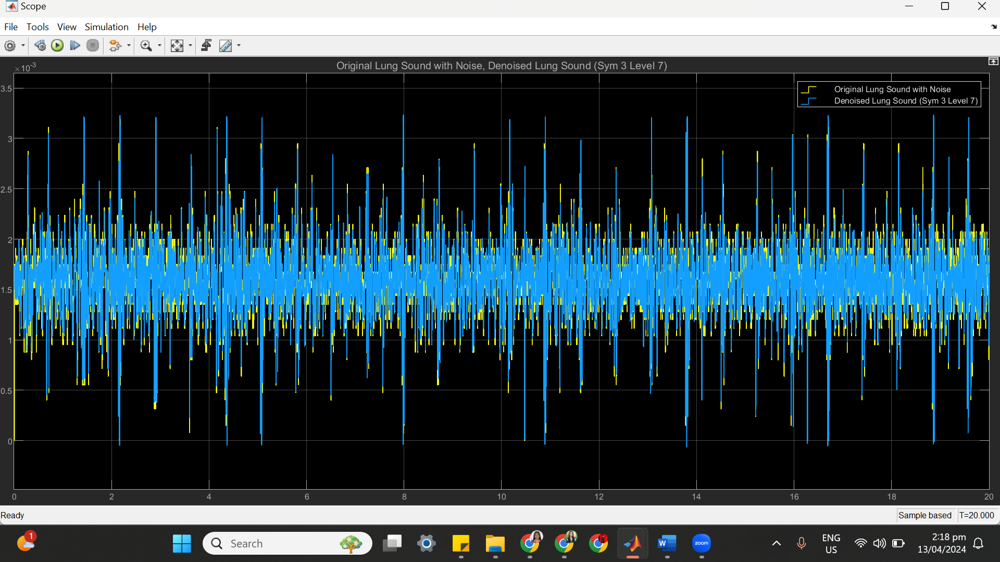 Scope
File Tools View Simulation Help
×10-3
Original Lung Sound with Noise, Denoised Lung Sound (Sym 3 Level 7)
Original Lung Sound with Noise
Denoised Lung Sound (Sym 3 Level 7)
3.5
3
2.5
2
1.5
1
0.5
0
0 2 4 6 8 10 12 14 16 18 20
Ready
Sample based T=20.000
1
Search
W
zoom
ENG
US
2:18 pm
13/04/2024